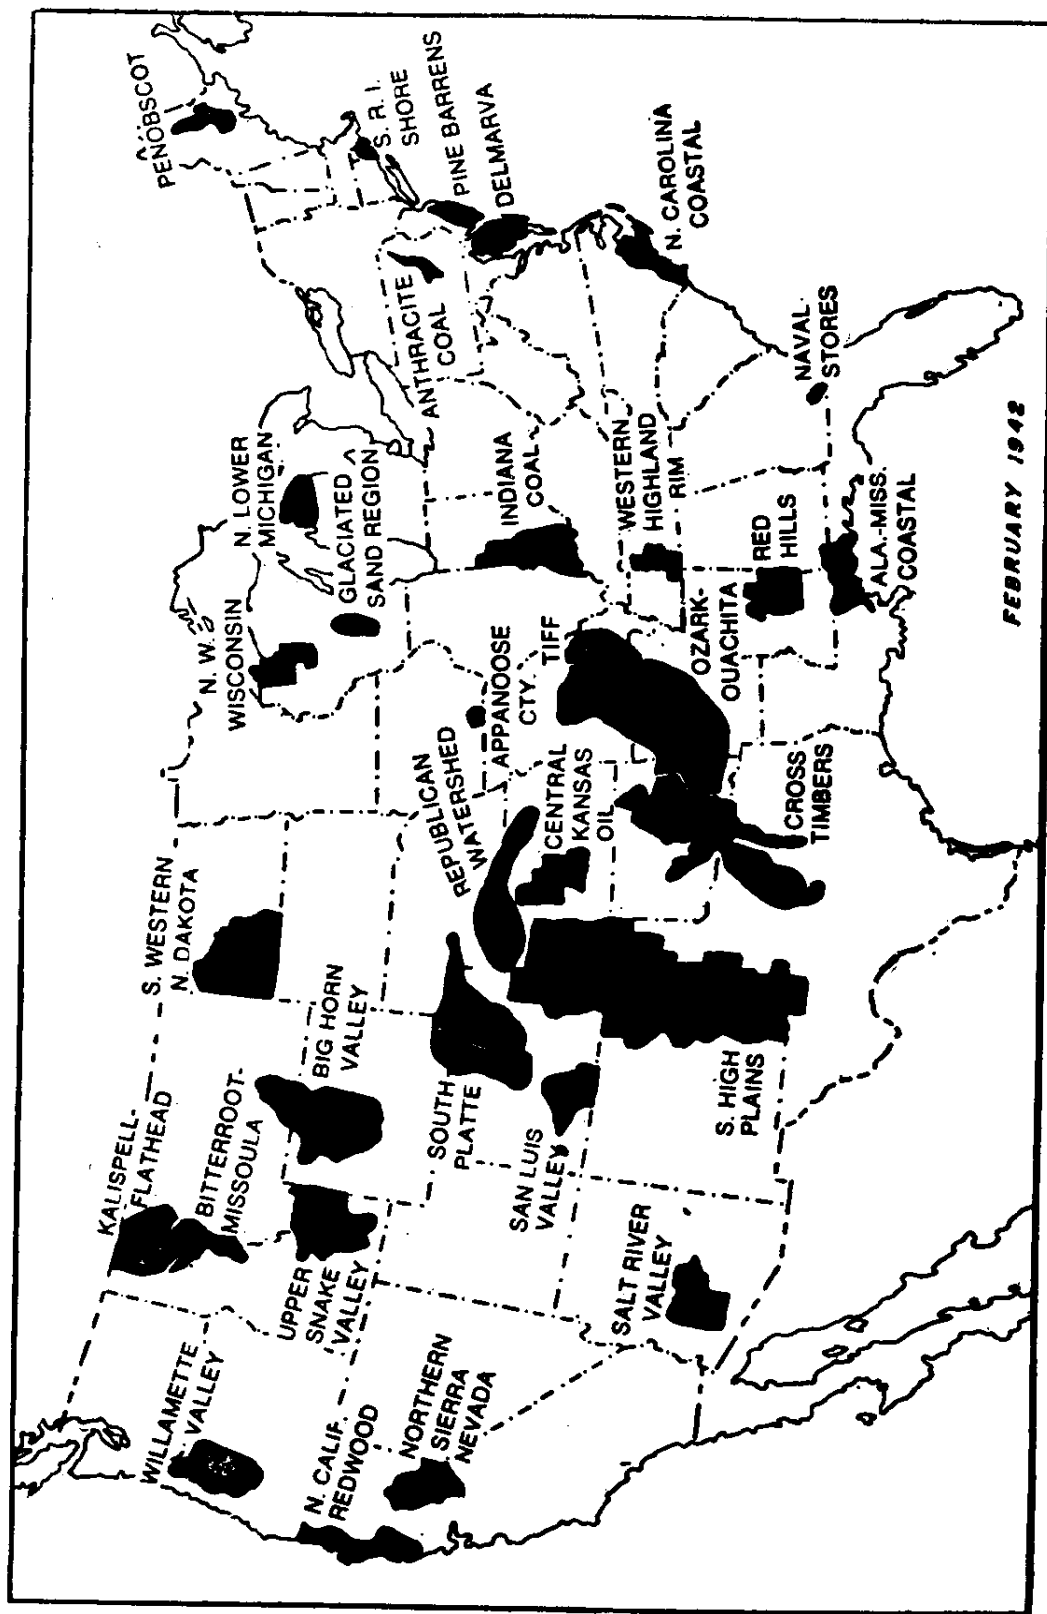 PENOBSCOT
S. R. I.
SHORE
PINE BARRENS
DELMARVA
N. CAROLINA
COASTAL
ANTHRACITE
COAL
NAVAL
STORES
N. LOWER
MICHIGAN
GLACIATED
SAND REGION
INDIANA
COAL
WESTERN
HIGHLAND
RIM
RED
HILLS
ALA.-MISS.
COASTAL
N. W.
WISCONSIN
APPANOOSE
CTY.
TIFF
OZARK-
OUACHITA
REPUBLICAN
WATERSHED
CENTRAL
KANSAS
OIL
CROSS
TIMBERS
S. WESTERN
N. DAKOTA
BIG HORN
VALLEY
SOUTH
PLATTE
SAN LUIS
VALLEY
S. HIGH
PLAINS
KALISPELL-
FLATHEAD
BITTERROOT-
MISSOULA
UPPER
SNAKE
VALLEY
SALT RIVER
VALLEY
WILLAMETTE
VALLEY
N. CALIF.
REDWOOD
NORTHERN
SIERRA
NEVADA
FEBRUARY 1942